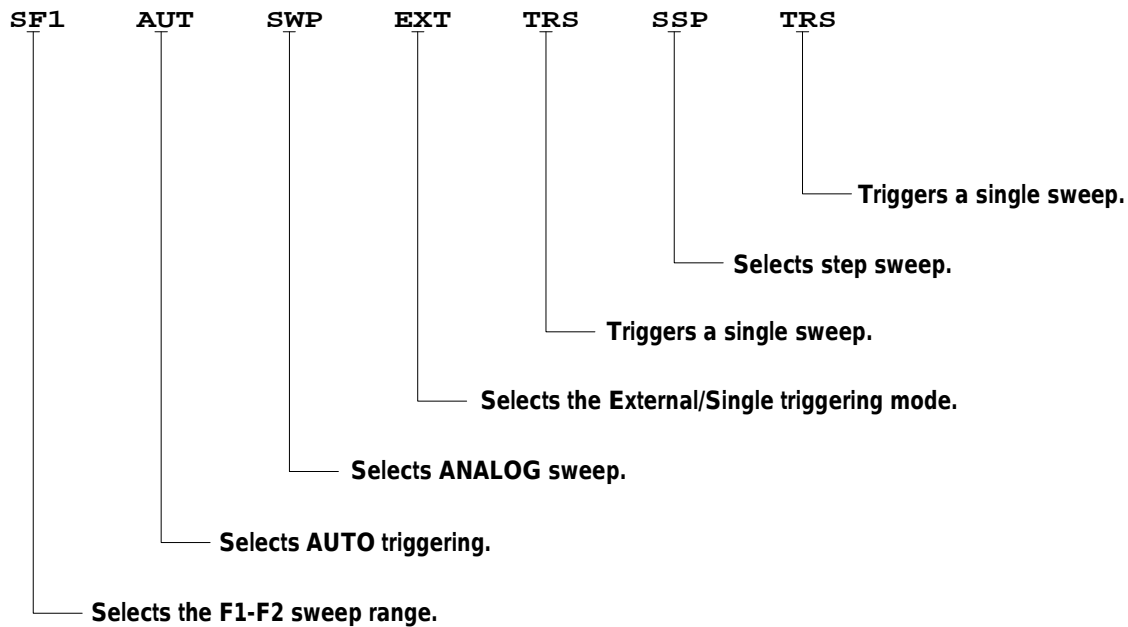 SF1 AUT SWP EXT TRS SSP TRS
Triggers a single sweep.
Selects step sweep.
Triggers a single sweep.
Selects the External/Single triggering mode.
Selects ANALOG sweep.
Selects AUTO triggering.
Selects the F1-F2 sweep range.